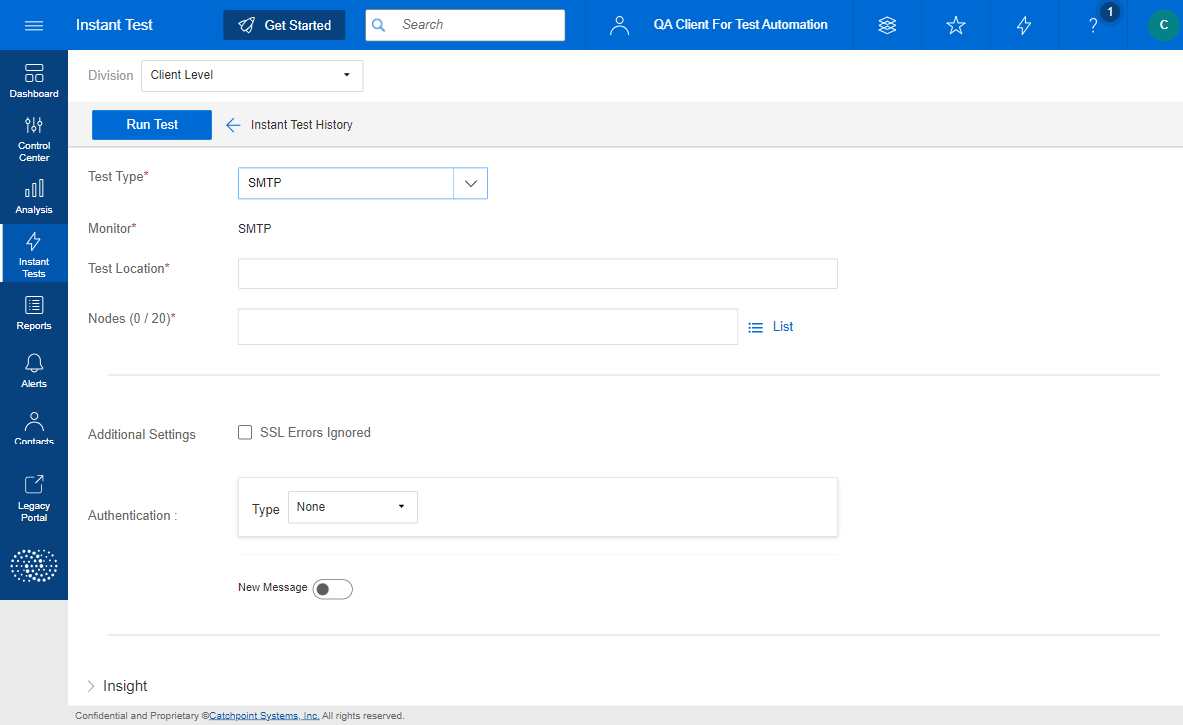 Instant Test
Get Started
Search
QA Client For Test Automation
?
1
C
Dashboard
Control
Center
Analysis
Instant
Tests
Reports
Alerts
Contacts
Legacy
Portal
Division
Client Level
Run Test
Instant Test History
Test Type*
SMTP
Monitor*
SMTP
Test Location*
Nodes (0 / 20)*
List
Additional Settings
SSL Errors Ignored
Authentication :
Type
None
New Message
Insight
Confidential and Proprietary ©Catchpoint Systems, Inc. All rights reserved.